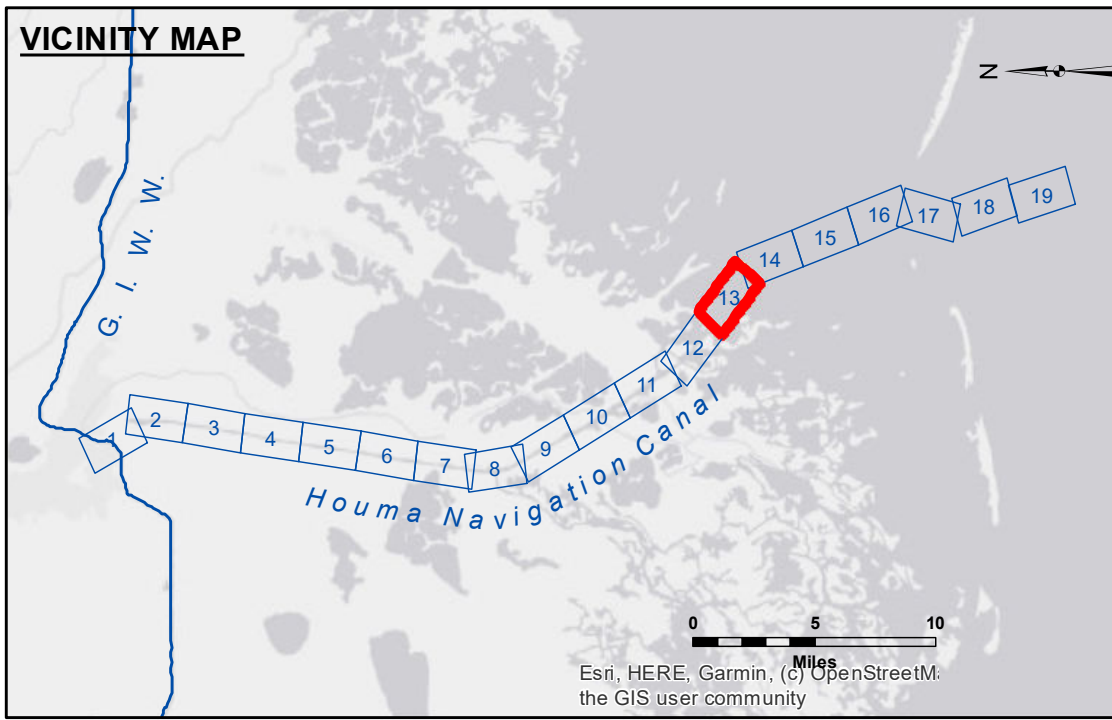 VICINITY MAP
N
G. I. W. W.
1
2
3
4
5
6
7
8
9
10
11
12
13
14
15
16
17
18
19
Houma Navigation Canal
0 5 10
Miles
Esri, HERE, Garmin, (c) OpenStreetM
the GIS user community